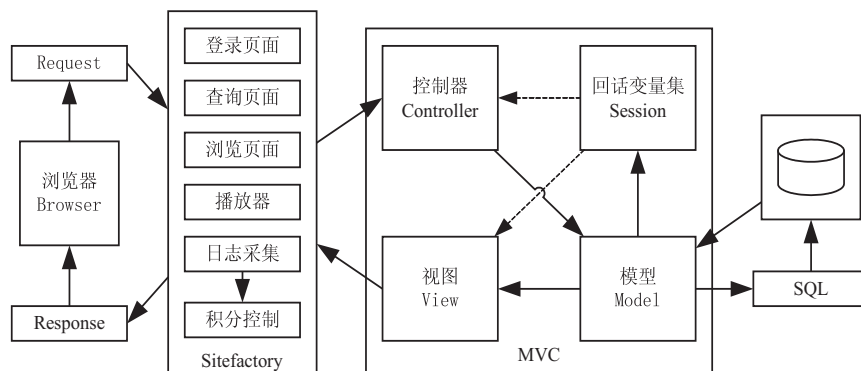 Request
浏览器
Browser
Response
登录页面
查询页面
浏览页面
播放器
日志采集
积分控制
Sitefactory
控制器
Controller
回话变量集
Session
视图
View
模型
Model
MVC
SQL